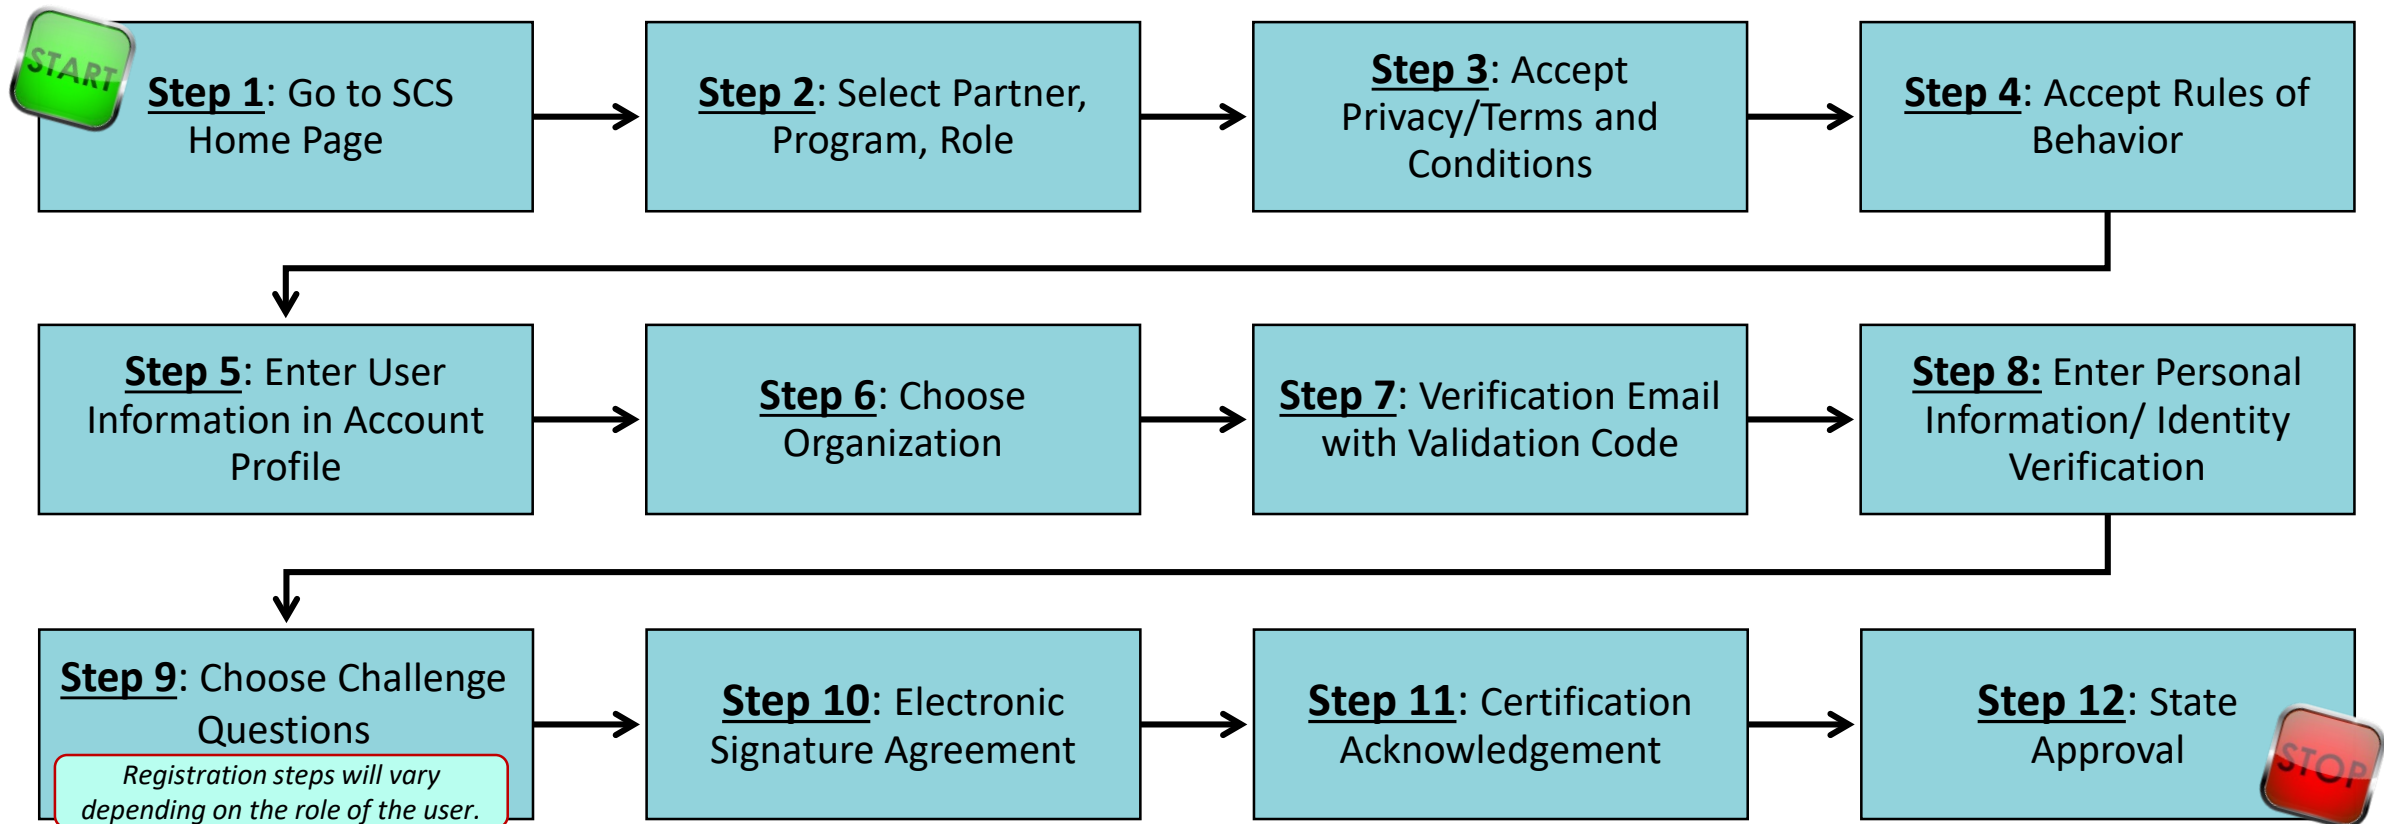 START
Step 1: Go to SCS
Home Page
Step 2: Select Partner,
Program, Role
Step 3: Accept
Privacy/Terms and
Conditions
Step 4: Accept Rules of
Behavior
Step 5: Enter User
Information in Account
Profile
Step 6: Choose
Organization
Step 7: Verification Email
with Validation Code
Step 8: Enter Personal
Information/ Identity
Verification
Step 9: Choose Challenge
Questions
Registration steps will vary
depending on the role of the user.
Step 10: Electronic
Signature Agreement
Step 11: Certification
Acknowledgement
Step 12: State
Approval
STOP